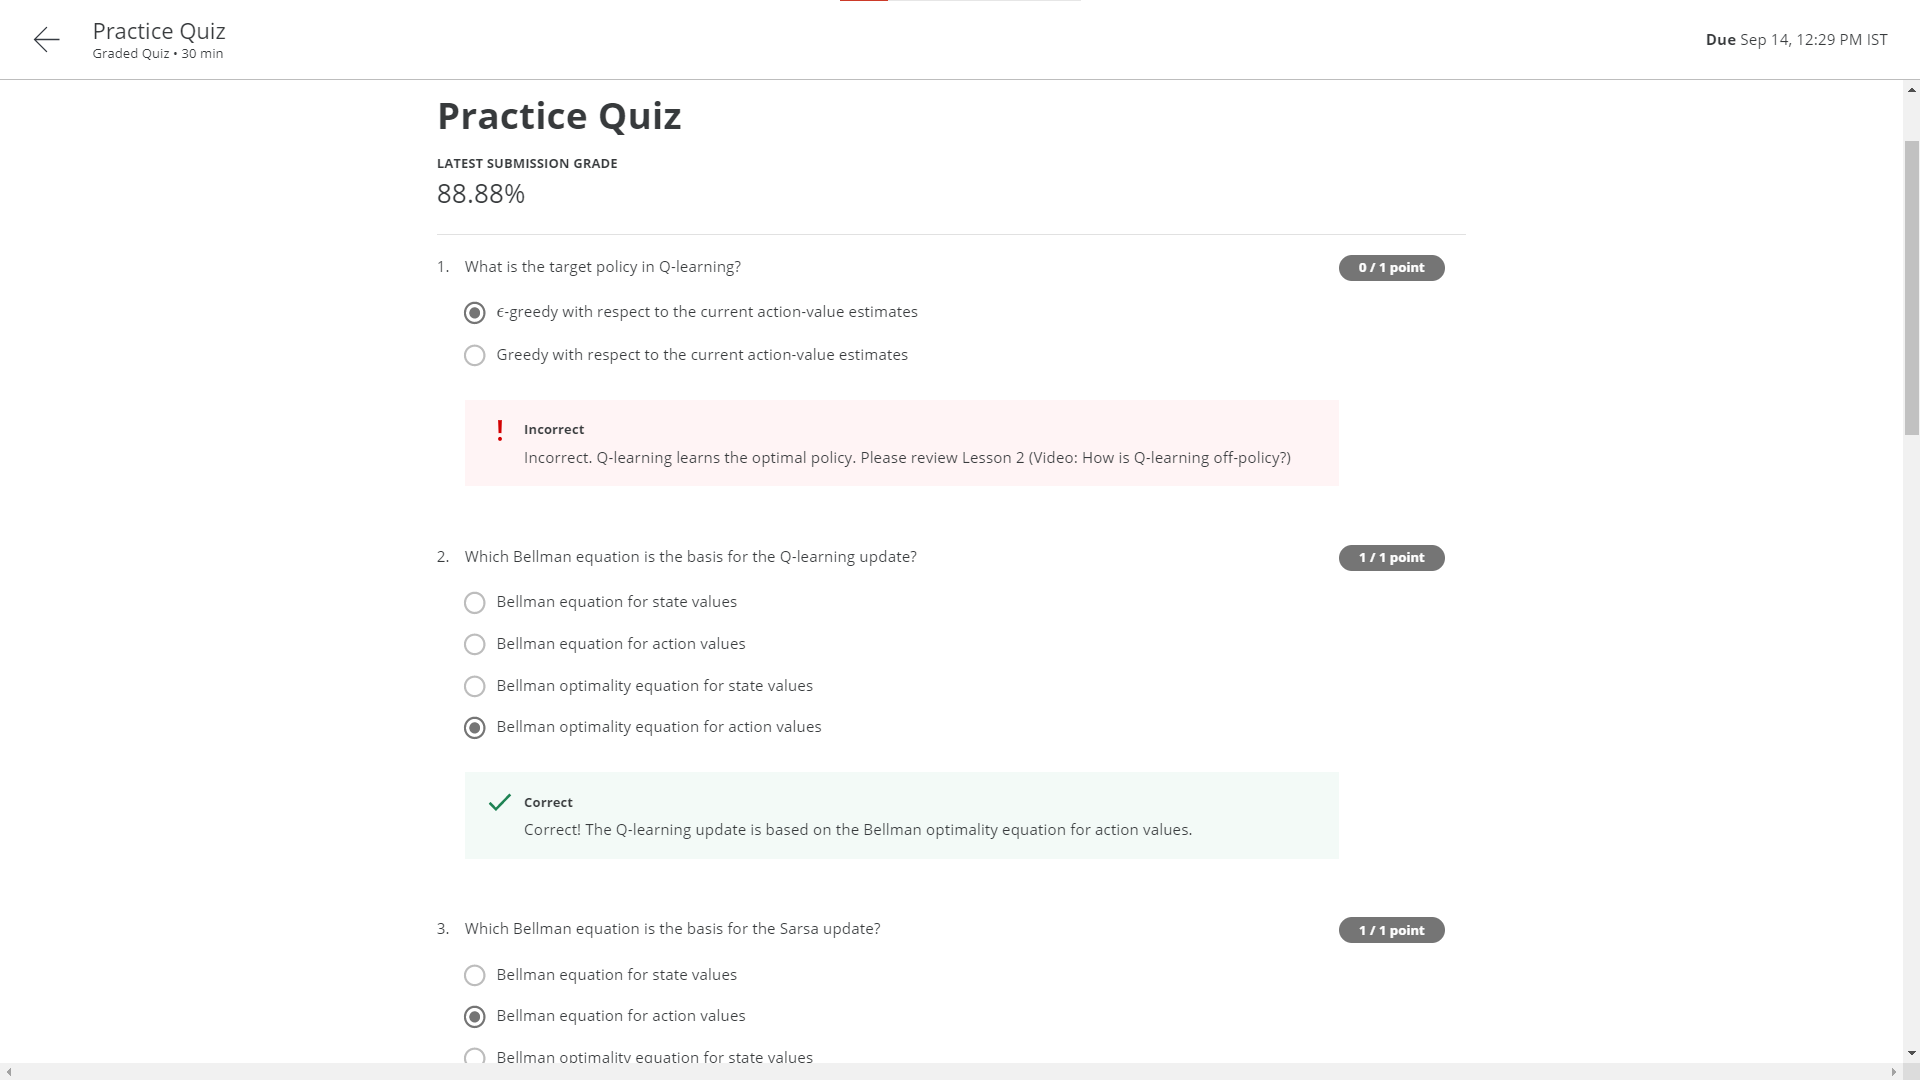 Practice Quiz
Graded Quiz • 30 min
Due Sep 14, 12:29 PM IST
Practice Quiz
LATEST SUBMISSION GRADE
88.88%
1. What is the target policy in Q-learning?
0 / 1 point
ϵ-greedy with respect to the current action-value estimates
Greedy with respect to the current action-value estimates
Incorrect
Incorrect. Q-learning learns the optimal policy. Please review Lesson 2 (Video: How is Q-learning off-policy?)
2. Which Bellman equation is the basis for the Q-learning update?
1 / 1 point
Bellman equation for state values
Bellman equation for action values
Bellman optimality equation for state values
Bellman optimality equation for action values
Correct
Correct! The Q-learning update is based on the Bellman optimality equation for action values.
3. Which Bellman equation is the basis for the Sarsa update?
1 / 1 point
Bellman equation for state values
Bellman equation for action values
Bellman optimality equation for state values